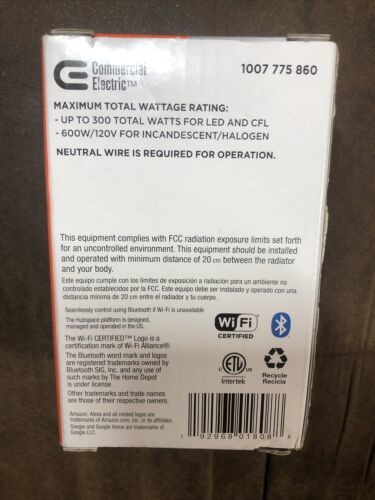 Commercial
Electric™
1007 775 860
MAXIMUM TOTAL WATTAGE RATING:
- UP TO 300 TOTAL WATTS FOR LED AND CFL
- 600W/120V FOR INCANDESCENT/HALOGEN
NEUTRAL WIRE IS REQUIRED FOR OPERATION.
This equipment complies with FCC radiation exposure limits set forth
for an uncontrolled environment. This equipment should be installed
and operated with minimum distance of 20 cm between the radiator
and your body.
Este equipo cumple con los límites de exposición a radiación para un ambiente no
controlado establecidos por la FCC. Este equipo debe ser instalado y operado con una
distancia mínima de 20 cm entre el radiador y tu cuerpo.
Seamlessly control using Bluetooth if Wi-Fi is unavailable
The Hubspace platform is designed,
managed and operated in the US.
The Wi-Fi CERTIFIED™ Logo is a
certification mark of Wi-Fi Alliance®.
The Bluetooth word mark and logos
are registered trademarks owned by
Bluetooth SIG, Inc, and any use of
such marks by The Home Depot
is under license.
Other trademarks and trade names
are those of their respective owners.
Amazon, Alexa and all related logos are
trademarks of Amazon.com, Inc. or its affiliates.
Google and Google Home are trademarks of
Google LLC.
Wi Fi
CERTIFIED
C ETL US
Intertek
Recycle
Recicla
1 92968 01808